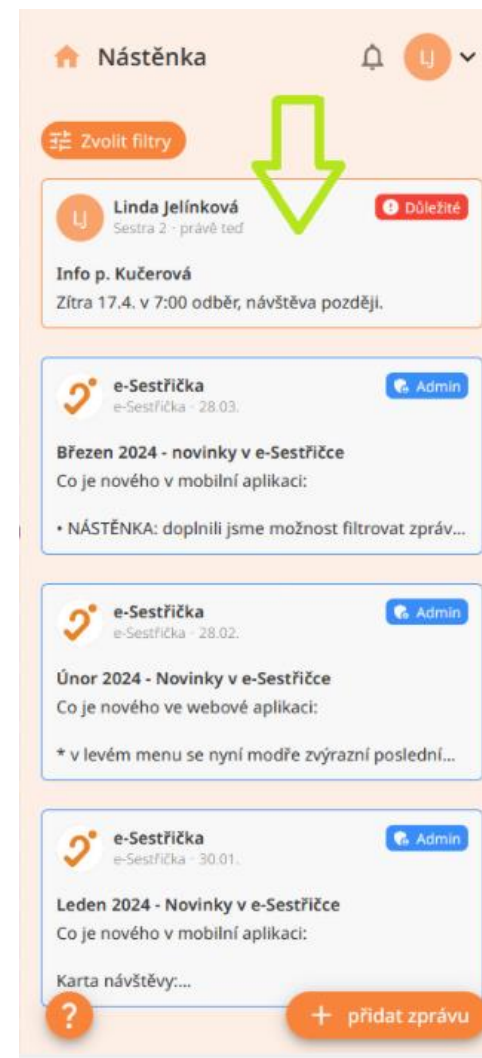 Nástěnka
LJ
Zvolit filtry
LJ
Linda Jelínková
Důležité
Sestra 2 · právě teď
Info p. Kučerová
Zítra 17.4. v 7:00 odběr, návštěva později.
e-Sestřička
Admin
e-Sestřička · 28.03.
Březen 2024 - novinky v e-Sestřičce
Co je nového v mobilní aplikaci:
• NÁSTĚNKA: doplnili jsme možnost filtrovat zpráv...
e-Sestřička
Admin
e-Sestřička · 28.02.
Únor 2024 - Novinky v e-Sestřičce
Co je nového ve webové aplikaci:
* v levém menu se nyní modře zvýrazní poslední...
e-Sestřička
Admin
e-Sestřička · 30.01.
Leden 2024 - Novinky v e-Sestřičce
Co je nového v mobilní aplikaci:
Karta návštěvy:...
?
+ přidat zprávu